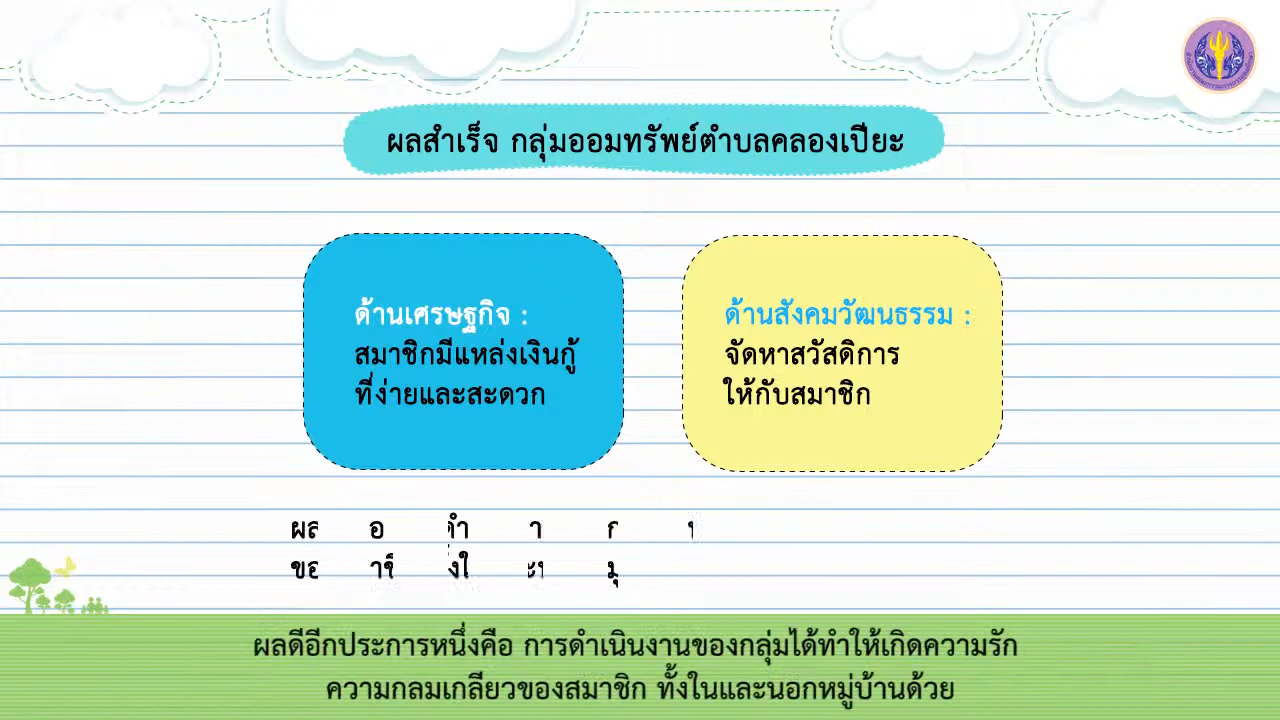 ผลสำเร็จ กลุ่มออมทรัพย์ตำบลคลองเปียะ
ด้านเศรษฐกิจ :
สมาชิกมีแหล่งเงินกู้
ที่ง่ายและสะดวก
ด้านสังคมวัฒนธรรม :
จัดหาสวัสดิการ
ให้กับสมาชิก
ผลดีอีกประการหนึ่งคือ การดำเนินงานของกลุ่มได้ทำให้เกิดความรัก
ความกลมเกลียวของสมาชิก ทั้งในและนอกหมู่บ้านด้วย